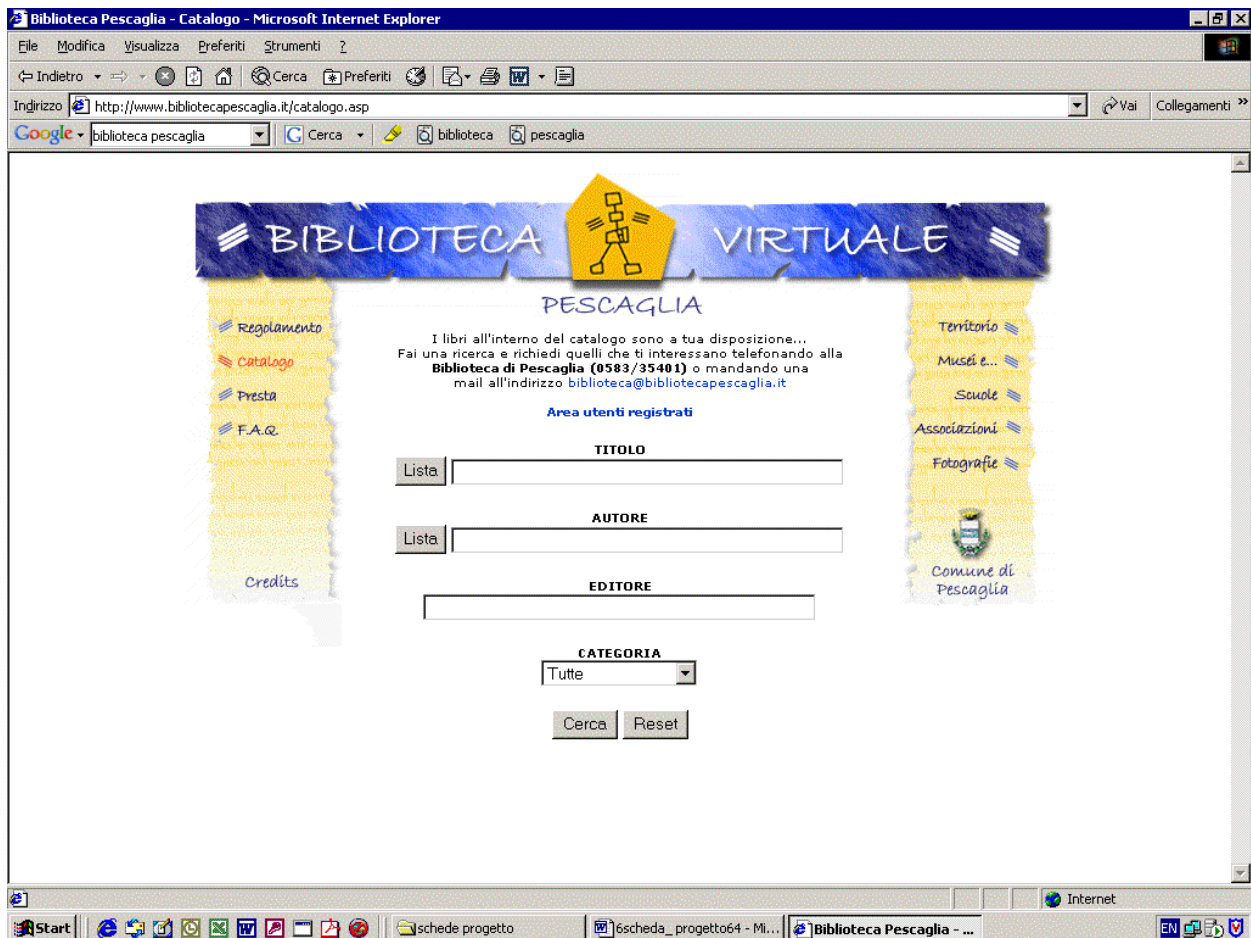 Biblioteca Pescaglia - Catalogo - Microsoft Internet Explorer
File Modifica Visualizza Preferiti Strumenti ?
Indietro Cerca Preferiti
Indirizzo http://www.bibliotecapescaglia.it/catalogo.asp Vai Collegamenti »
Google biblioteca pescaglia G Cerca biblioteca pescaglia
BIBLIOTECA VIRTUALE
PESCAGLIA
Regolamento
Catalogo
Presta
F.A.Q.
Credits
I libri all'interno del catalogo sono a tua disposizione...
Fai una ricerca e richiedi quelli che ti interessano telefonando alla
Biblioteca di Pescaglia (0583/35401) o mandando una
mail all'indirizzo biblioteca@bibliotecapescaglia.it
Area utenti registrati
TITOLO
Lista
AUTORE
Lista
EDITORE
CATEGORIA
Tutte
Cerca Reset
Territorio
Musei e...
Scuole
Associazioni
Fotografie
Comune di
Pescaglia
Internet
Start schede progetto 6scheda_progetto64 - Mi... Biblioteca Pescaglia - ... EN